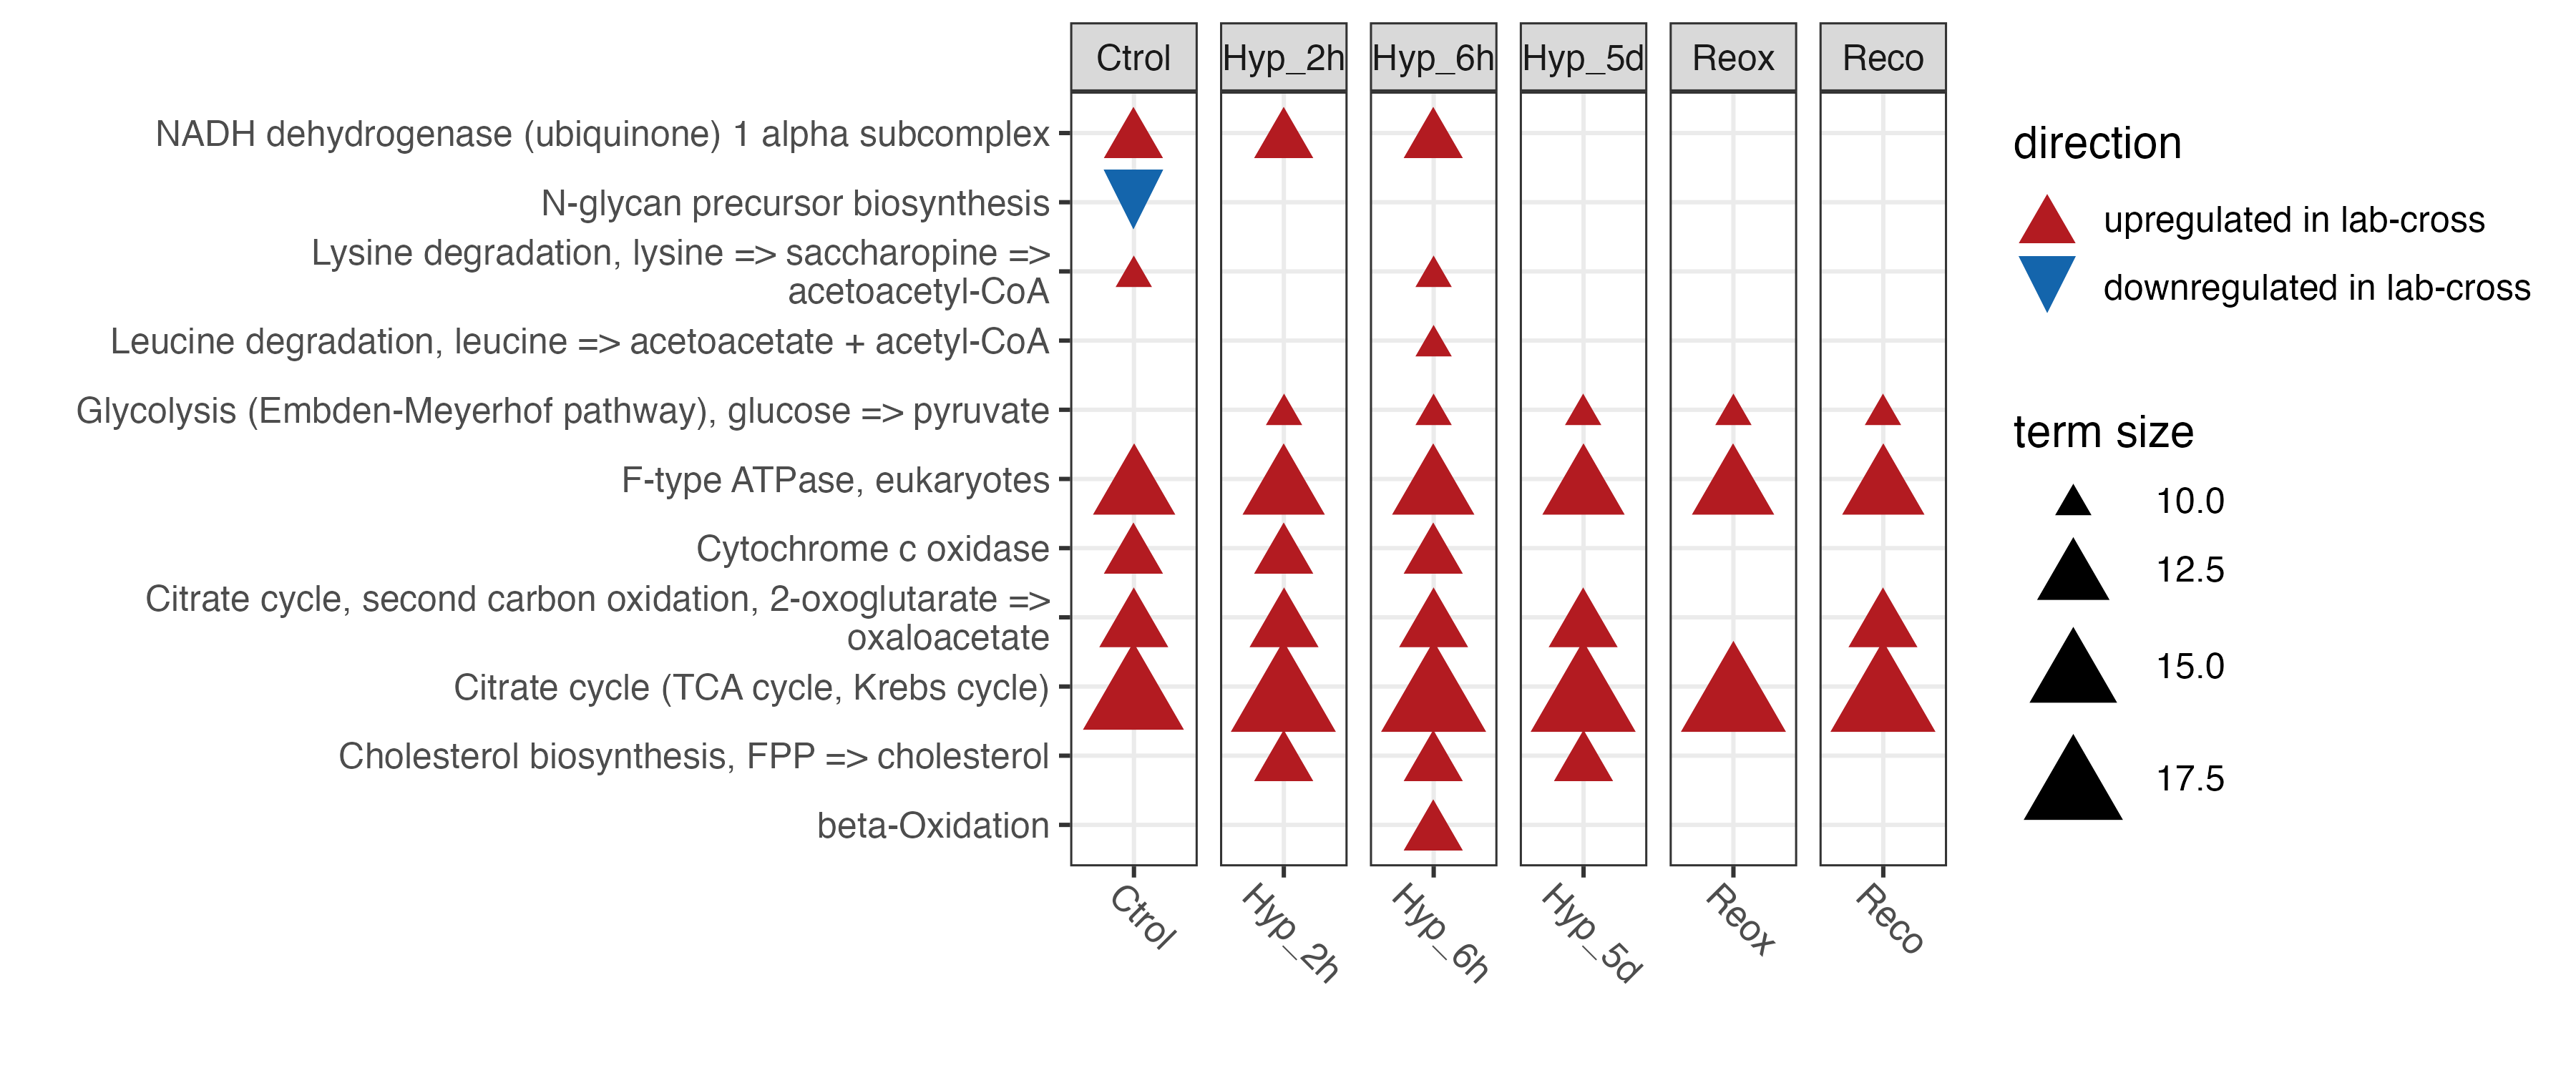 Ctrol
Hyp_2h
Hyp_6h
Hyp_5d
Reox
Reco
NADH dehydrogenase (ubiquinone) 1 alpha subcomplex
N-glycan precursor biosynthesis
Lysine degradation, lysine => saccharopine =>
acetoacetyl-CoA
Leucine degradation, leucine => acetoacetate + acetyl-CoA
Glycolysis (Embden-Meyerhof pathway), glucose => pyruvate
F-type ATPase, eukaryotes
Cytochrome c oxidase
Citrate cycle, second carbon oxidation, 2-oxoglutarate =>
oxaloacetate
Citrate cycle (TCA cycle, Krebs cycle)
Cholesterol biosynthesis, FPP => cholesterol
beta-Oxidation
Ctrol
Hyp_2h
Hyp_6h
Hyp_5d
Reox
Reco
direction
upregulated in lab-cross
downregulated in lab-cross
term size
10.0
12.5
15.0
17.5